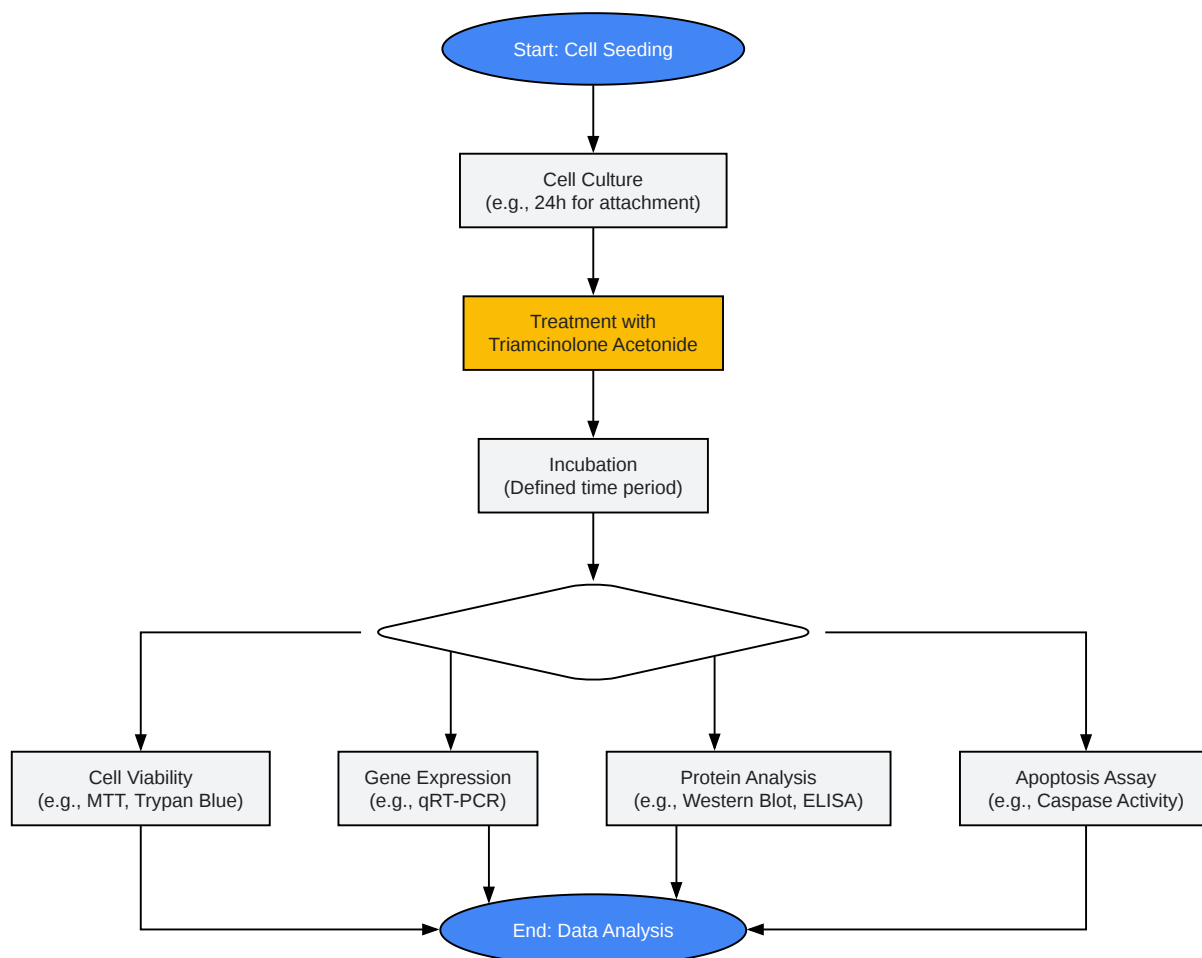 Start: Cell Seeding
Cell Culture
(e.g., 24h for attachment)
Treatment with
Triamcinolone Acetonide
Incubation
(Defined time period)
Cell Viability
(e.g., MTT, Trypan Blue)
Gene Expression
(e.g., qRT-PCR)
Protein Analysis
(e.g., Western Blot, ELISA)
Apoptosis Assay
(e.g., Caspase Activity)
End: Data Analysis